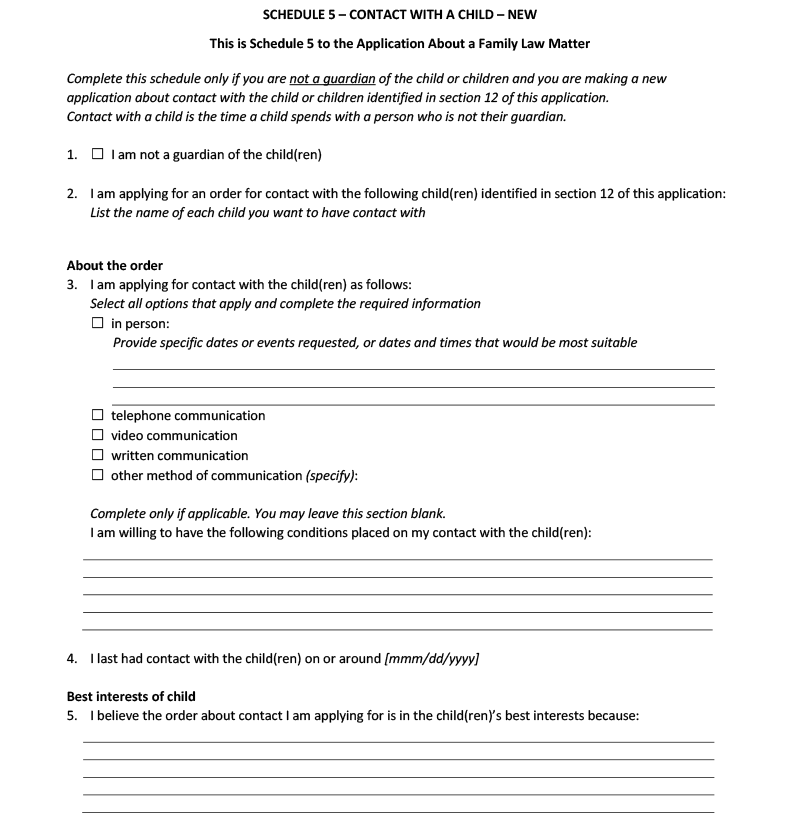 SCHEDULE 5 – CONTACT WITH A CHILD – NEW
This is Schedule 5 to the Application About a Family Law Matter
Complete this schedule only if you are not a guardian of the child or children and you are making a new
application about contact with the child or children identified in section 12 of this application.
Contact with a child is the time a child spends with a person who is not their guardian.
1. ☐ I am not a guardian of the child(ren)
2. I am applying for an order for contact with the following child(ren) identified in section 12 of this application:
List the name of each child you want to have contact with
About the order
3. I am applying for contact with the child(ren) as follows:
Select all options that apply and complete the required information
☐ in person:
Provide specific dates or events requested, or dates and times that would be most suitable
☐ telephone communication
☐ video communication
☐ written communication
☐ other method of communication (specify):
Complete only if applicable. You may leave this section blank.
I am willing to have the following conditions placed on my contact with the child(ren):
4. I last had contact with the child(ren) on or around [mmm/dd/yyyy]
Best interests of child
5. I believe the order about contact I am applying for is in the child(ren)’s best interests because: